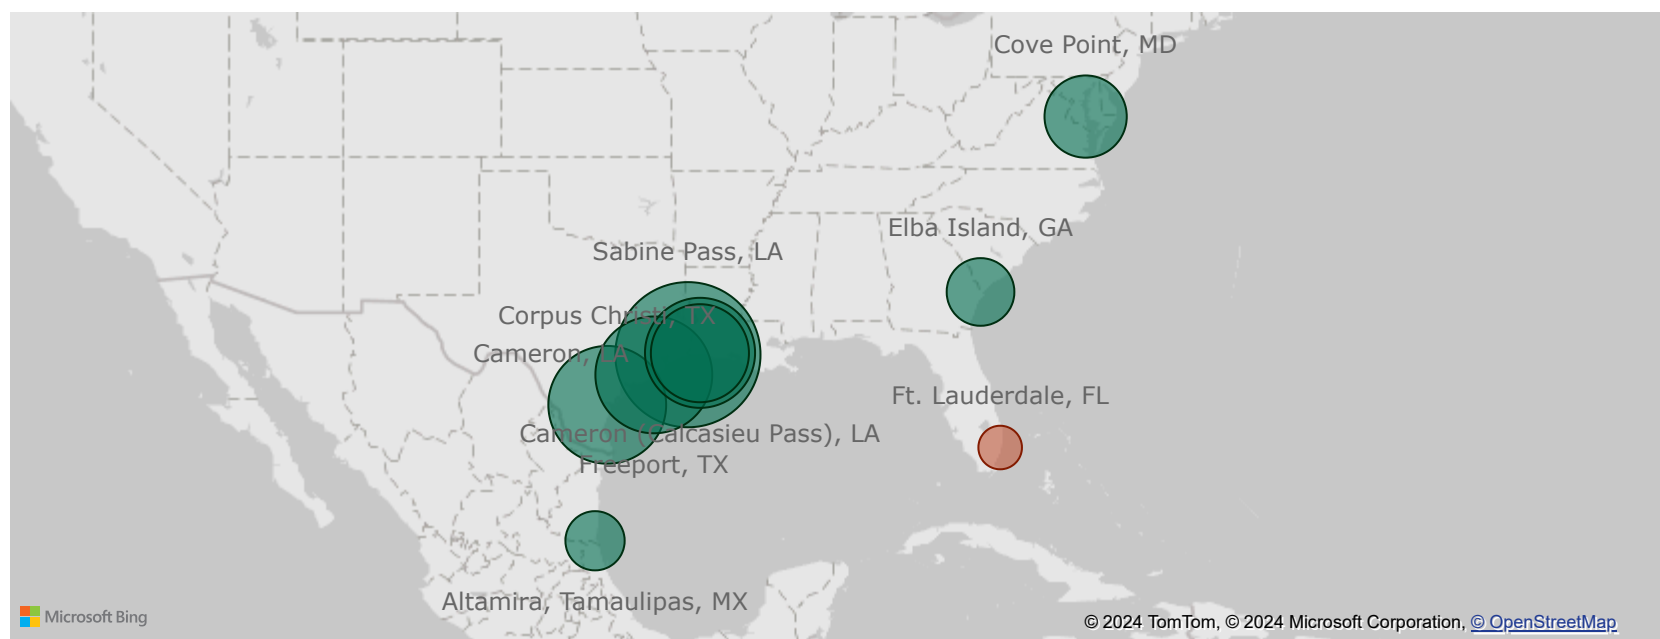 Cove Point, MD
Elba Island, GA
Sabine Pass, LA
Corpus Christi, TX
Cameron, LA
Ft. Lauderdale, FL
Cameron (Calcasieu Pass), LA
Freeport, TX
Altamira, Tamaulipas, MX
Microsoft Bing
© 2024 TomTom, © 2024 Microsoft Corporation, © OpenStreetMap